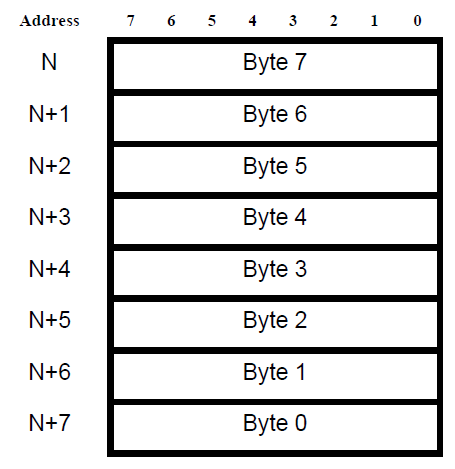 Address 7 6 5 4 3 2 1 0
N Byte 7
N+1 Byte 6
N+2 Byte 5
N+3 Byte 4
N+4 Byte 3
N+5 Byte 2
N+6 Byte 1
N+7 Byte 0